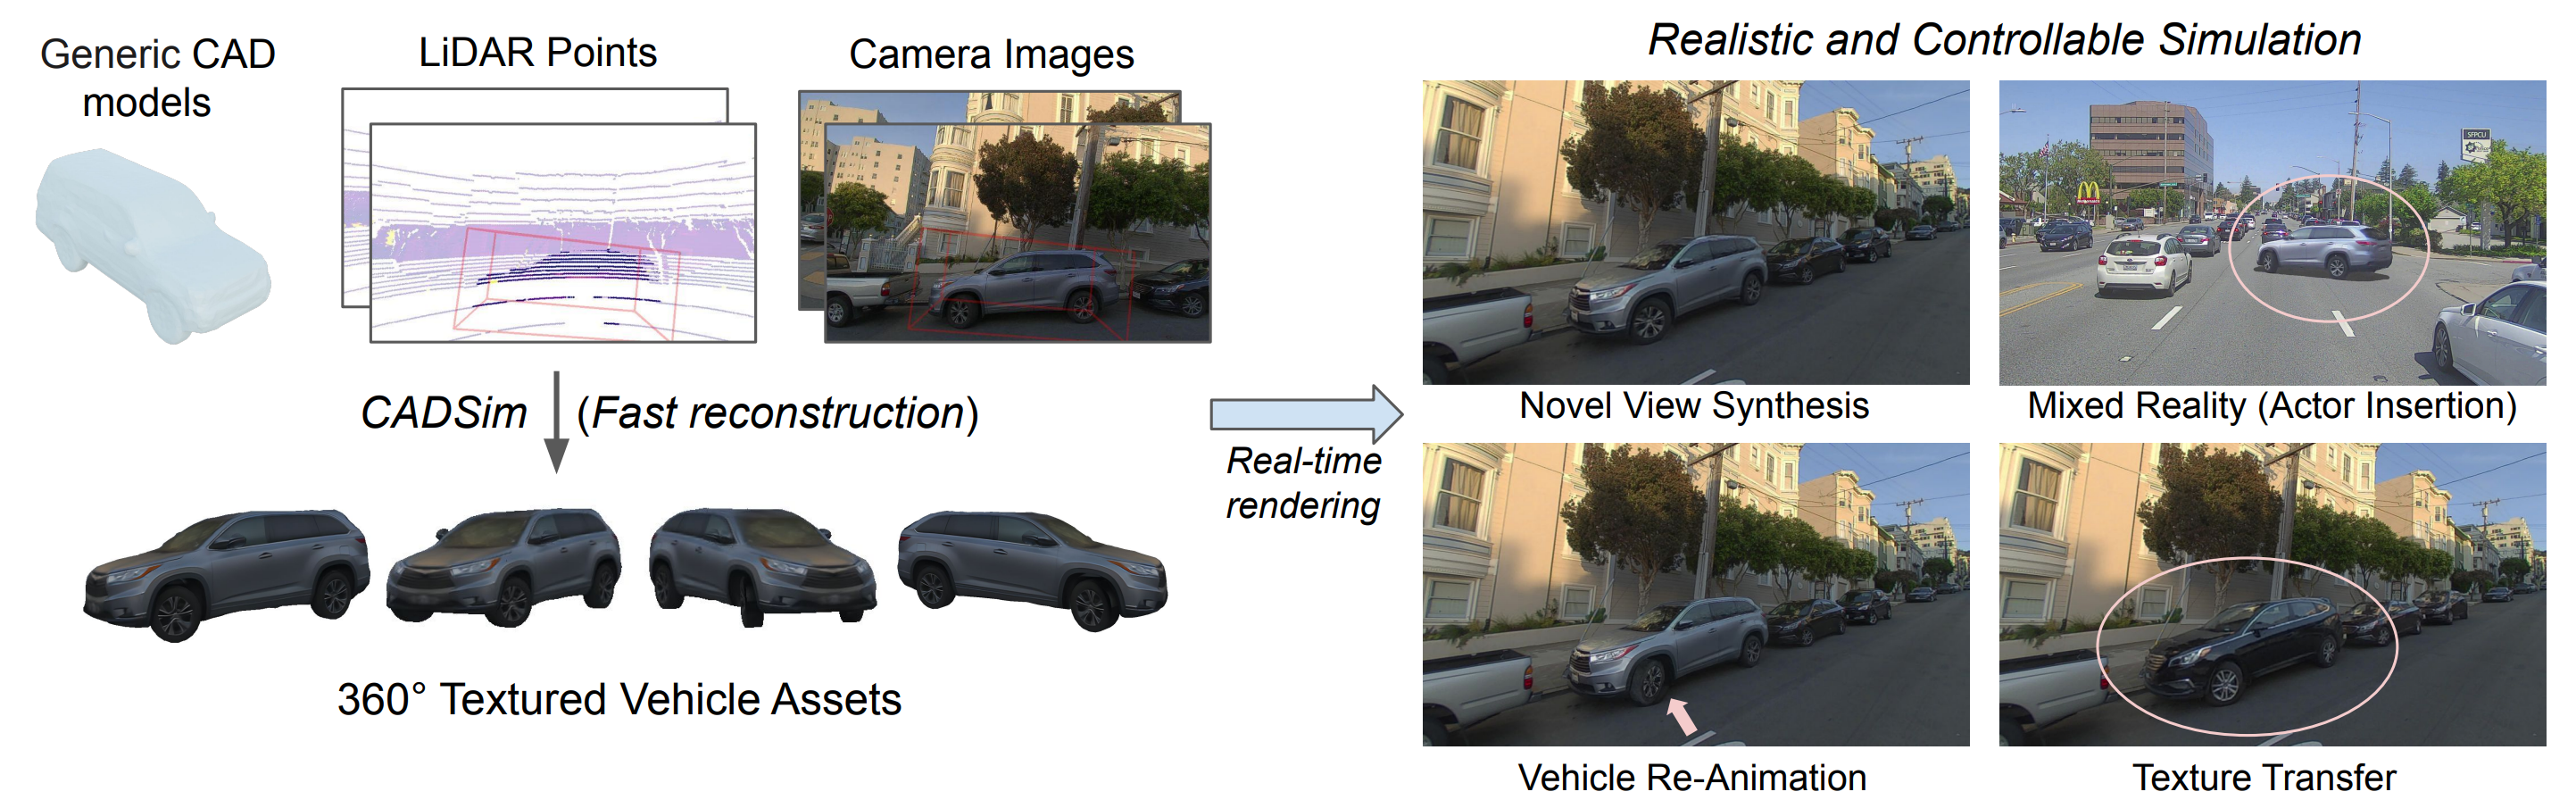 Generic CAD
models
LiDAR Points
Camera Images
CADSim
(Fast reconstruction)
360° Textured Vehicle Assets
Real-time
rendering
Realistic and Controllable Simulation
SFPCU
Novel View Synthesis
Mixed Reality (Actor Insertion)
Vehicle Re-Animation
Texture Transfer